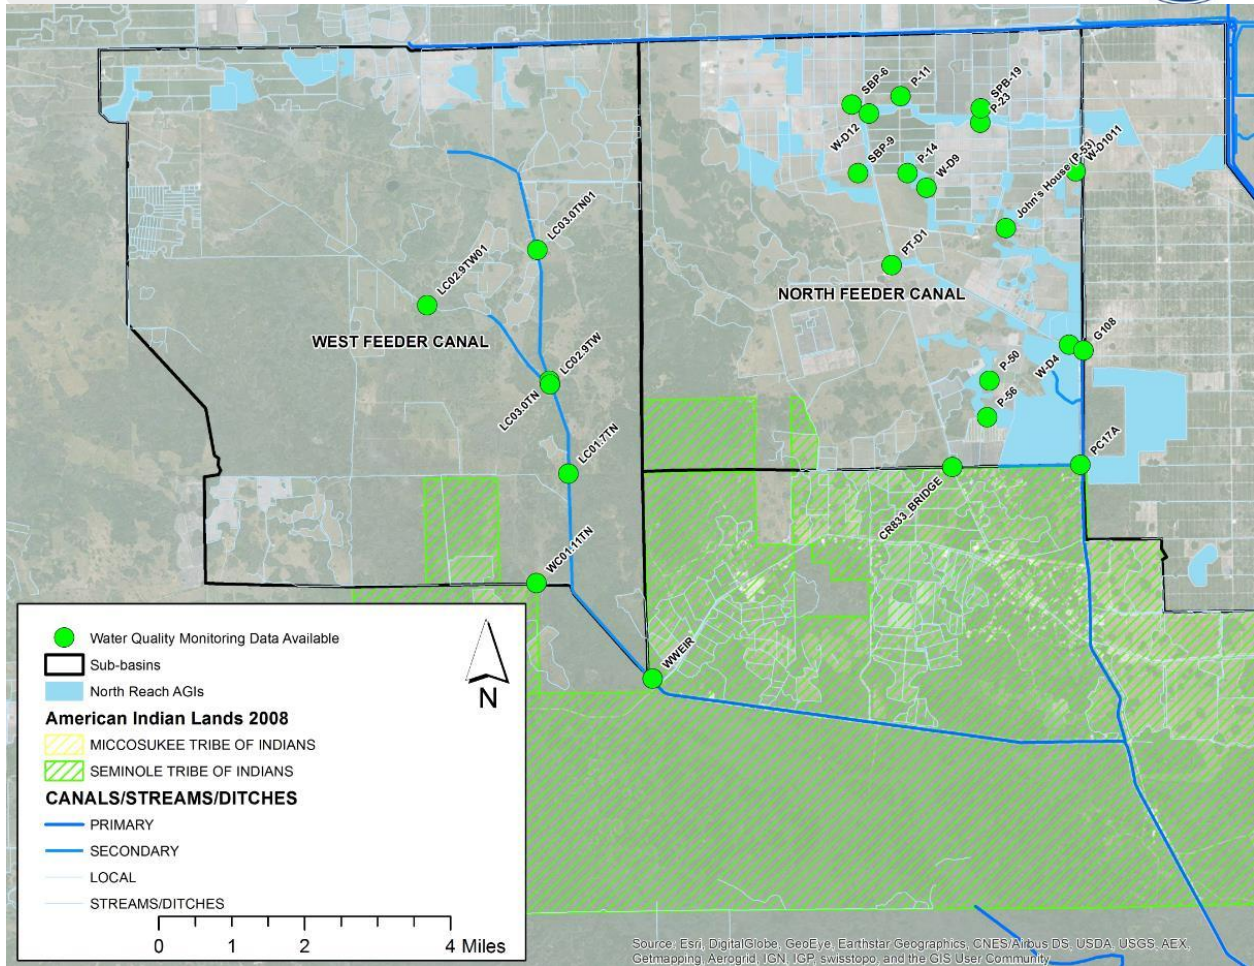 SBP-6
P-11
SPB-19
P-23
W-D12
SBP-9
P-14
W-D9
John's House (P-53)
W-D1011
LC03.0TN01
PT-D1
LC02.9TW01
NORTH FEEDER CANAL
WEST FEEDER CANAL
G108
W-D4
LC02.9TW
P-50
LC03.0TN
P-56
LC01.7TN
PC17A
CR833_BRIDGE
WC01.11TN
WWEIR
Water Quality Monitoring Data Available
Sub-basins
North Reach AGIs
American Indian Lands 2008
MICCOSUKEE TRIBE OF INDIANS
SEMINOLE TRIBE OF INDIANS
CANALS/STREAMS/DITCHES
PRIMARY
SECONDARY
LOCAL
STREAMS/DITCHES
N
0 1 2 4 Miles
Source: Esri, DigitalGlobe, GeoEye, Earthstar Geographics, CNES/Airbus DS, USDA, USGS, AEX,
Getmapping, Aerogrid, IGN, IGP, swisstopo, and the GIS User Community